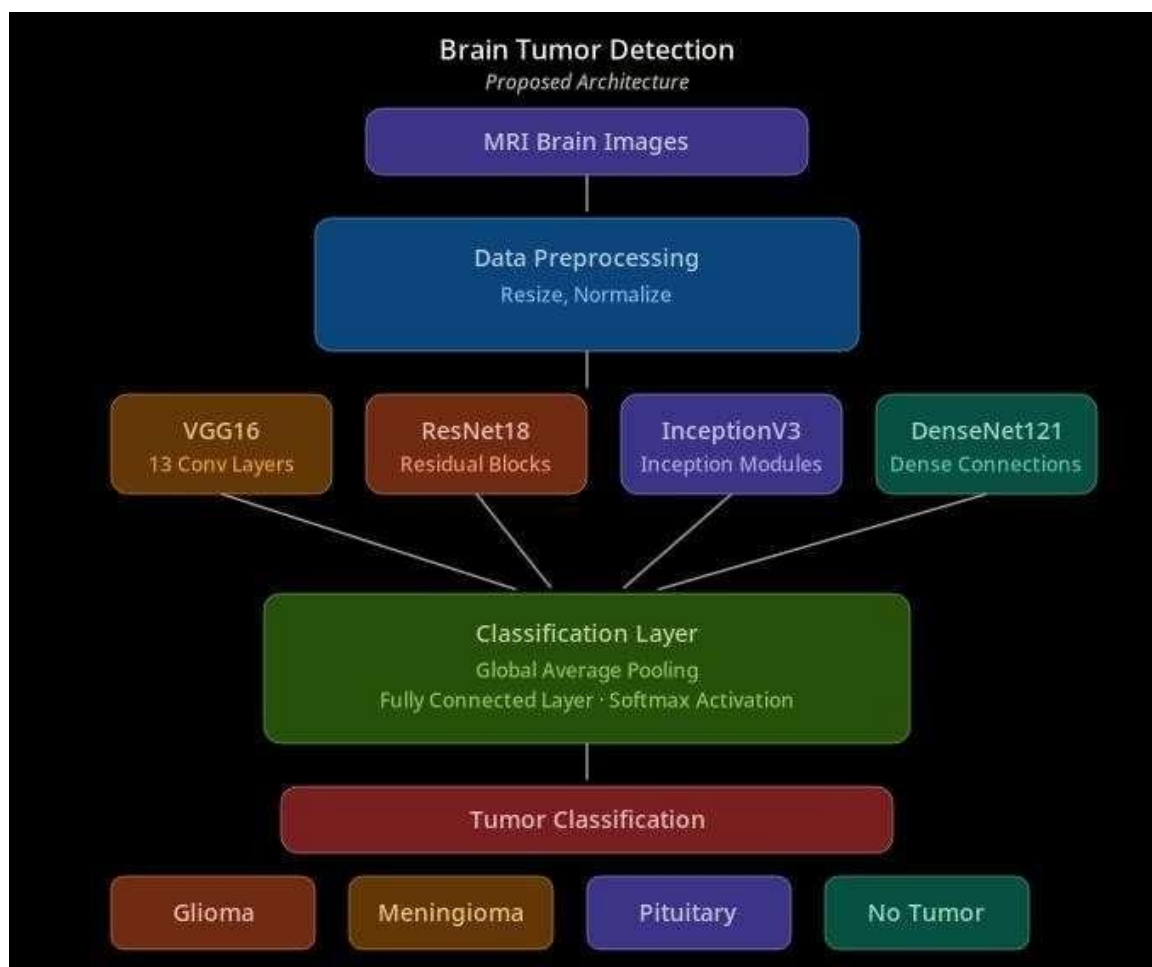 Brain Tumor Detection
Proposed Architecture
MRI Brain Images
Data Preprocessing
Resize, Normalize
VGG16
13 Conv Layers
ResNet18
Residual Blocks
InceptionV3
Inception Modules
DenseNet121
Dense Connections
Classification Layer
Global Average Pooling
Fully Connected Layer · Softmax Activation
Tumor Classification
Glioma
Meningioma
Pituitary
No Tumor